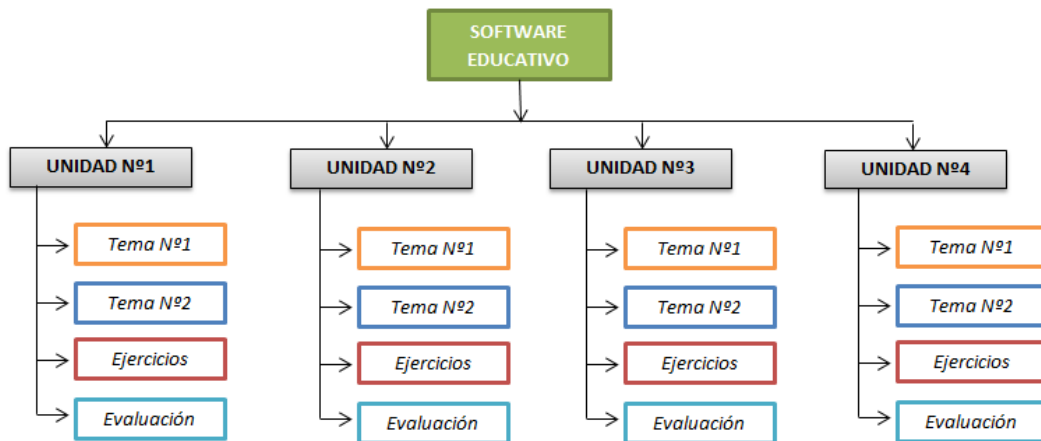 SOFTWARE
EDUCATIVO
UNIDAD Nº1
UNIDAD Nº2
UNIDAD Nº3
UNIDAD Nº4
Tema Nº1
Tema Nº1
Tema Nº1
Tema Nº1
Tema Nº2
Tema Nº2
Tema Nº2
Tema Nº2
Ejercicios
Ejercicios
Ejercicios
Ejercicios
Evaluación
Evaluación
Evaluación
Evaluación